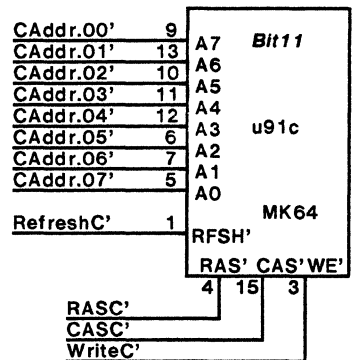 CAddr.00' 9 A7 Bit11
CAddr.01' 13 A6
CAddr.02' 10 A5
CAddr.03' 11 A4
CAddr.04' 12 A3 u91c
CAddr.05' 6 A2
CAddr.06' 7 A1
CAddr.07' 5 A0
MK64
RefreshC' 1 RFSH'
RAS' CAS' WE'
4 15 3
RASC'
CASC'
WriteC'